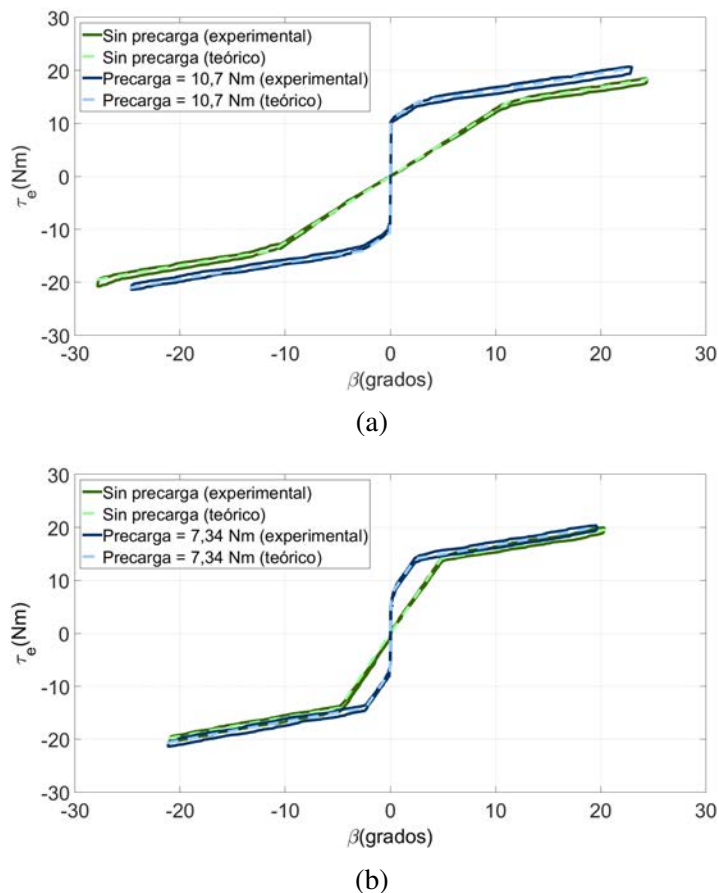 30
20
10
0
-10
-20
-30
τe(Nm)
Sin precarga (experimental)
Sin precarga (teórico)
Precarga = 10,7 Nm (experimental)
Precarga = 10,7 Nm (teórico)
-30 -20 -10 0 10 20 30
β(grados)
(a)
30
20
10
0
-10
-20
-30
τe(Nm)
Sin precarga (experimental)
Sin precarga (teórico)
Precarga = 7,34 Nm (experimental)
Precarga = 7,34 Nm (teórico)
-30 -20 -10 0 10 20 30
β(grados)
(b)